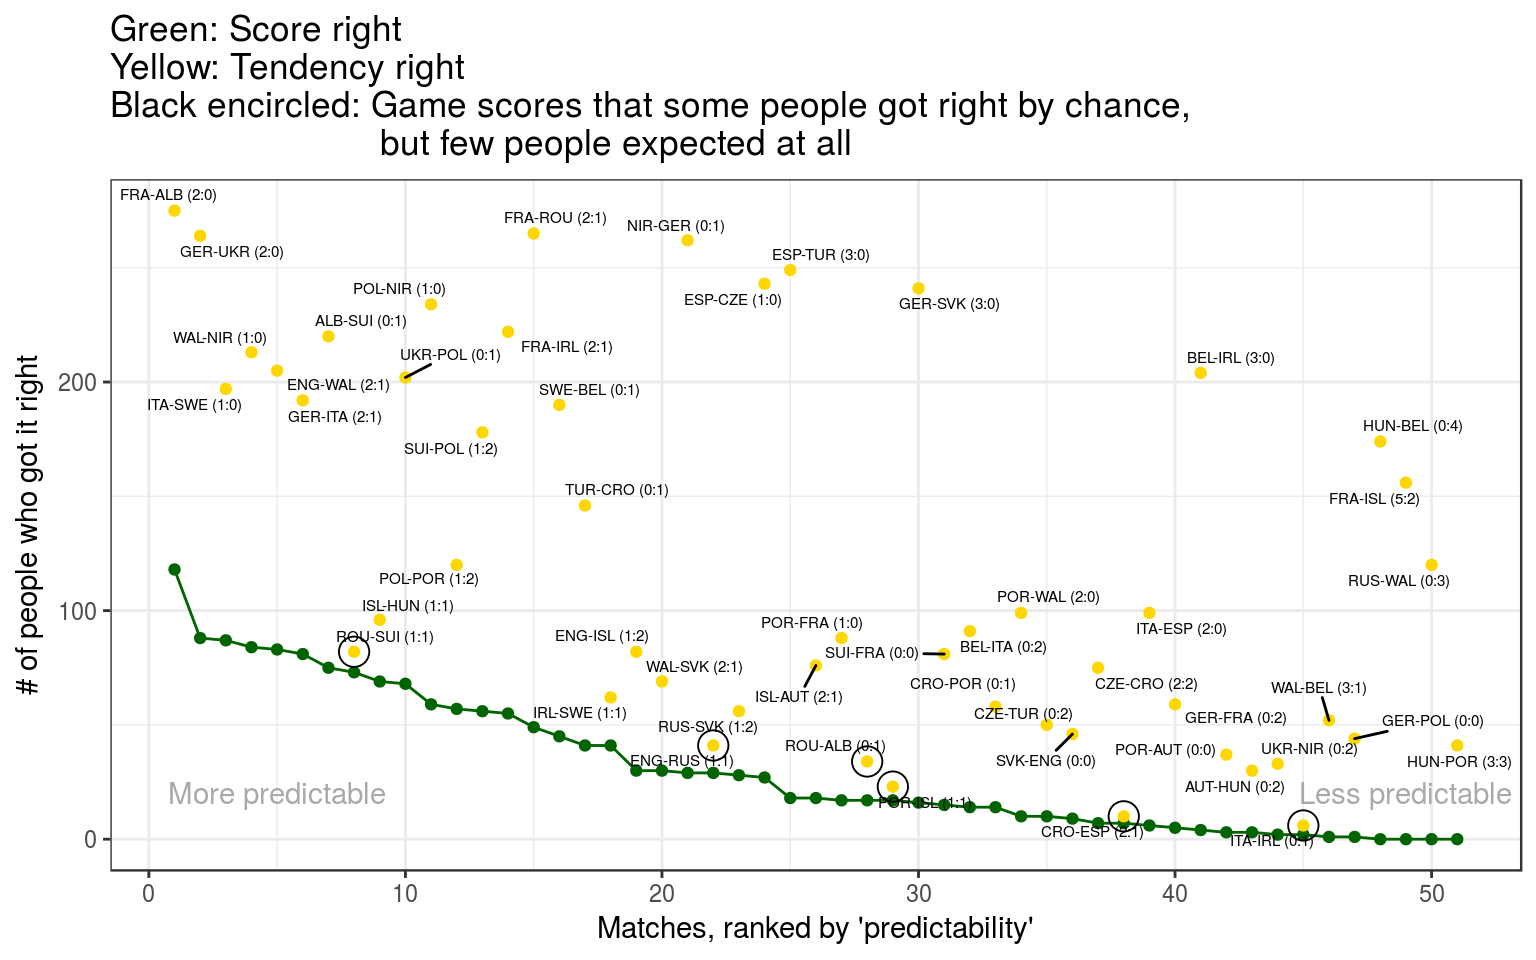 Green: Score right
Yellow: Tendency right
Black encircled: Game scores that some people got right by chance,
but few people expected at all
FRA-ALB (2:0)
FRA-ROU (2:1)
NIR-GER (0:1)
GER-UKR (2:0)
ESP-TUR (3:0)
POL-NIR (1:0)
ESP-CZE (1:0)
GER-SVK (3:0)
ALB-SUI (0:1)
WAL-NIR (1:0)
FRA-IRL (2:1)
UKR-POL (0:1)
BEL-IRL (3:0)
ENG-WAL (2:1)
SWE-BEL (0:1)
ITA-SWE (1:0)
GER-ITA (2:1)
HUN-BEL (0:4)
SUI-POL (1:2)
TUR-CRO (0:1)
FRA-ISL (5:2)
POL-POR (1:2)
RUS-WAL (0:3)
POR-WAL (2:0)
ISL-HUN (1:1)
POR-FRA (1:0)
ITA-ESP (2:0)
ROU-SUI (1:1)
ENG-ISL (1:2)
SUI-FRA (0:0)
BEL-ITA (0:2)
WAL-SVK (2:1)
CRO-POR (0:1)
CZE-CRO (2:2)
WAL-BEL (3:1)
ISL-AUT (2:1)
IRL-SWE (1:1)
CZE-TUR (0:2)
GER-FRA (0:2)
GER-POL (0:0)
RUS-SVK (1:2)
ROU-ALB (0:1)
POR-AUT (0:0)
UKR-NIR (0:2)
ENG-RUS (1:1)
SVK-ENG (0:0)
HUN-POR (3:3)
AUT-HUN (0:2)
More predictable
Less predictable
POR-ISL (1:1)
CRO-ESP (2:1)
ITA-IRL (0:1)
200
100
0
# of people who got it right
0 10 20 30 40 50
Matches, ranked by 'predictability'